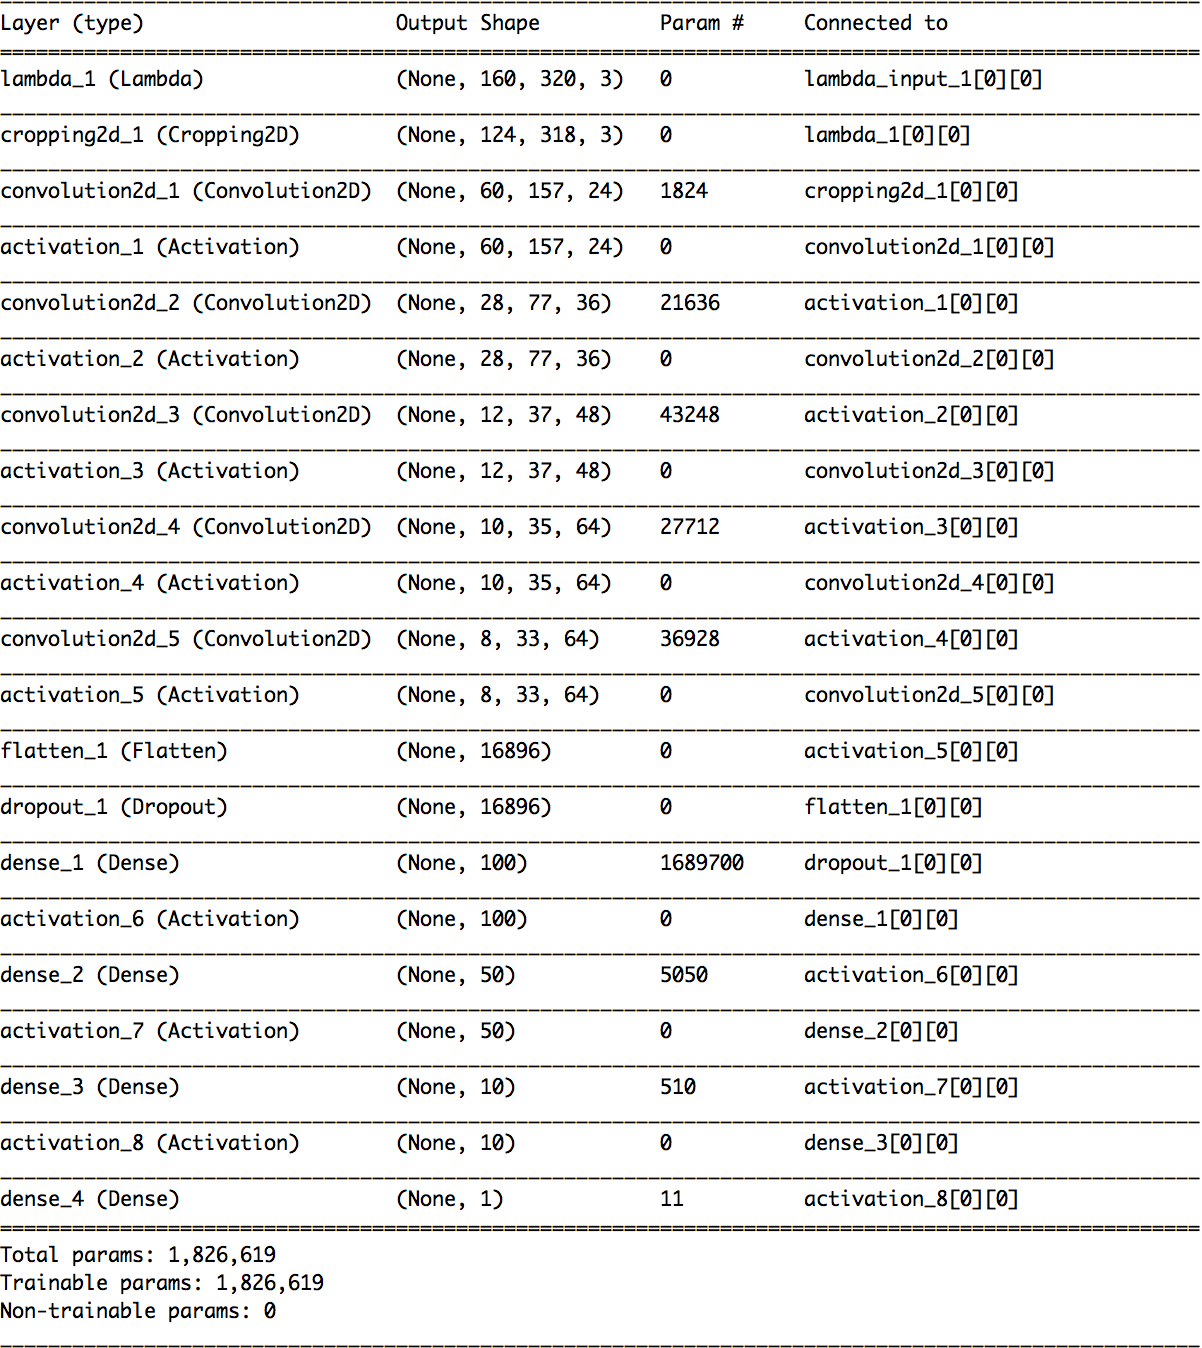 Layer (type) Output Shape Param # Connected to
lambda_1 (Lambda) (None, 160, 320, 3) 0 lambda_input_1[0][0]
cropping2d_1 (Cropping2D) (None, 124, 318, 3) 0 lambda_1[0][0]
convolution2d_1 (Convolution2D) (None, 60, 157, 24) 1824 cropping2d_1[0][0]
activation_1 (Activation) (None, 60, 157, 24) 0 convolution2d_1[0][0]
convolution2d_2 (Convolution2D) (None, 28, 77, 36) 21636 activation_1[0][0]
activation_2 (Activation) (None, 28, 77, 36) 0 convolution2d_2[0][0]
convolution2d_3 (Convolution2D) (None, 12, 37, 48) 43248 activation_2[0][0]
activation_3 (Activation) (None, 12, 37, 48) 0 convolution2d_3[0][0]
convolution2d_4 (Convolution2D) (None, 10, 35, 64) 27712 activation_3[0][0]
activation_4 (Activation) (None, 10, 35, 64) 0 convolution2d_4[0][0]
convolution2d_5 (Convolution2D) (None, 8, 33, 64) 36928 activation_4[0][0]
activation_5 (Activation) (None, 8, 33, 64) 0 convolution2d_5[0][0]
flatten_1 (Flatten) (None, 16896) 0 activation_5[0][0]
dropout_1 (Dropout) (None, 16896) 0 flatten_1[0][0]
dense_1 (Dense) (None, 100) 1689700 dropout_1[0][0]
activation_6 (Activation) (None, 100) 0 dense_1[0][0]
dense_2 (Dense) (None, 50) 5050 activation_6[0][0]
activation_7 (Activation) (None, 50) 0 dense_2[0][0]
dense_3 (Dense) (None, 10) 510 activation_7[0][0]
activation_8 (Activation) (None, 10) 0 dense_3[0][0]
dense_4 (Dense) (None, 1) 11 activation_8[0][0]
Total params: 1,826,619
Trainable params: 1,826,619
Non-trainable params: 0